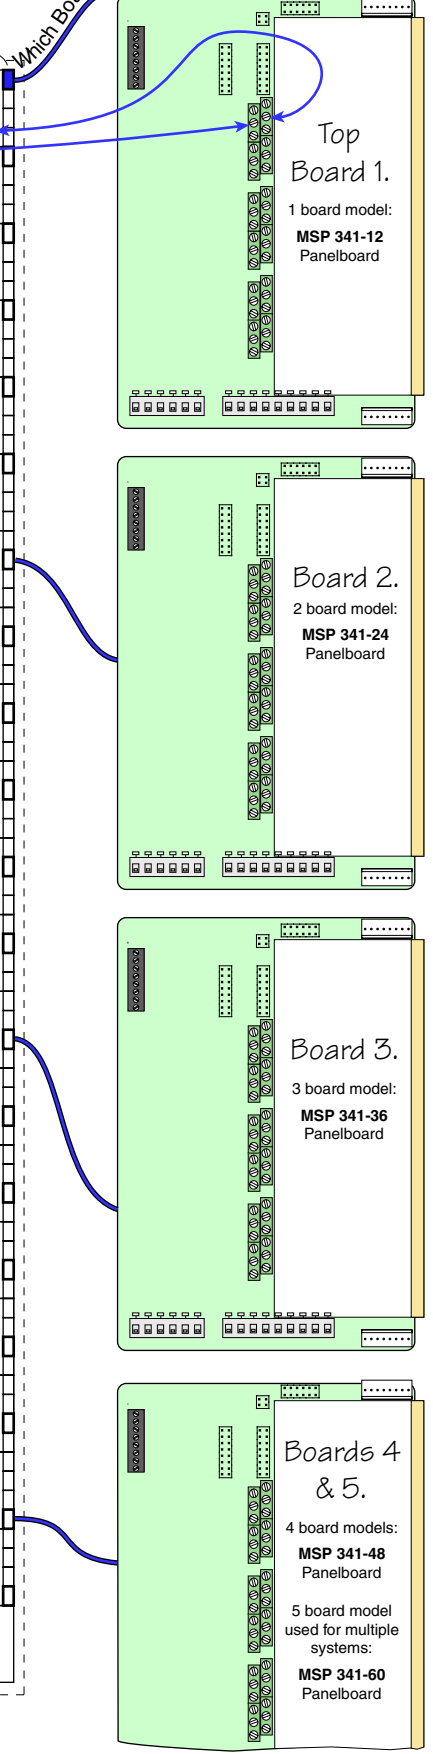 Which Boa
Top
Board 1.
1 board model:
MSP 341-12
Panelboard
Board 2.
2 board model:
MSP 341-24
Panelboard
Board 3.
3 board model:
MSP 341-36
Panelboard
Boards 4
& 5.
4 board models:
MSP 341-48
Panelboard
5 board model
used for multiple
systems:
MSP 341-60
Panelboard